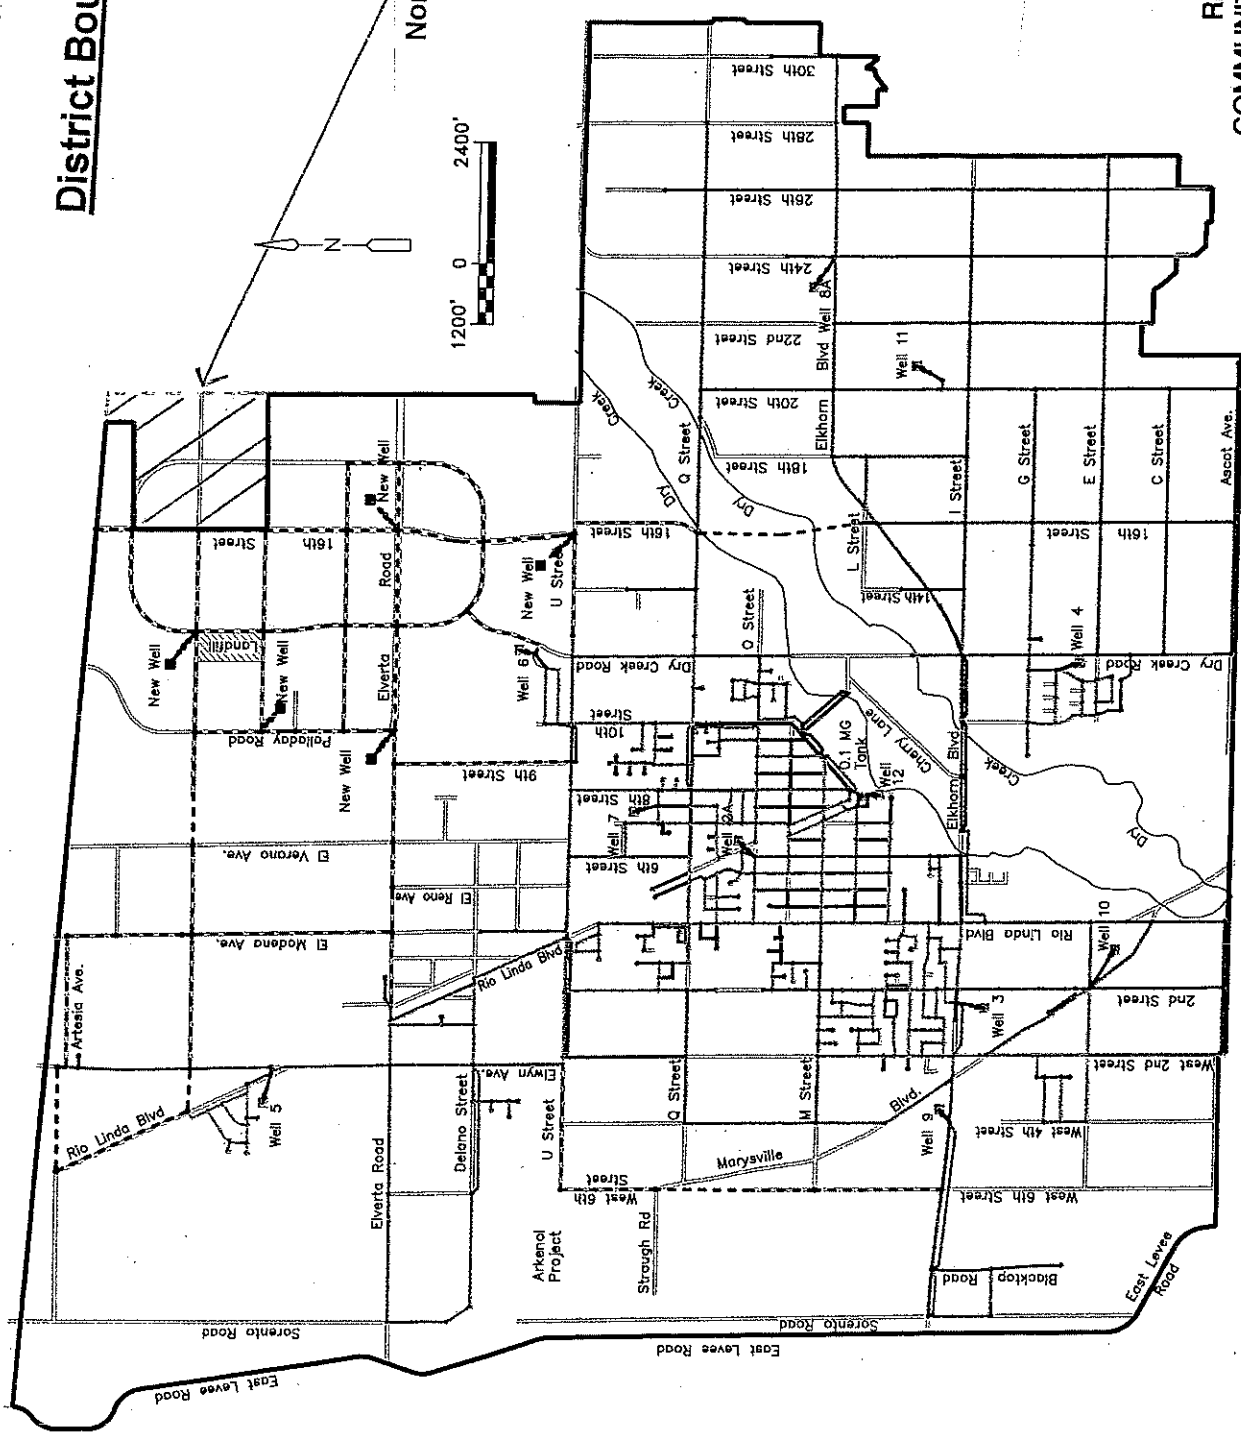 District Bou
Nor
R
COMMUNIT
2400'
0
1200'
N
30th Street
28th Street
26th Street
24th Street
22nd Street
20th Street
18th Street
16th Street
16th Street
16th Street
14th Street
Blvd Well 8A
Elkhorn
Well 11
Creek
Creek
Dry
Dry
Q Street
Q Street
L Street
I Street
G Street
E Street
C Street
Ascot Ave.
New Well
New Well
New Well
New Well
New Well
U Street
Road
Elverta
Landfill
Palladay Road
Well 6
Dry Creek Road
Dry Creek Road
Well 4
10th Street
9th Street
8th Street
6th Street
Well 7
Well 2A
0.1 MG
Tank
Well
12
Cherry Lane
Elkhorn Blvd
Creek
Dry
El Verano Ave.
El Reno Ave
El Modena Ave.
Artesia Ave.
Rio Linda Blvd
Rio Linda Blvd
Rio Linda Blvd
Well 10
2nd Street
Well 3
West 2nd Street
Elwyn Ave.
Well 5
Delano Street
U Street
Q Street
M Street
Marysville
Blvd.
Well 9
West 4th Street
West 6th
Street
West 6th Street
Elverta Road
Arkenol
Project
Straugh Rd
Blacktop
Road
Sorento Road
Sorento Road
East Levee Road
East Levee Road
East Levee
Road